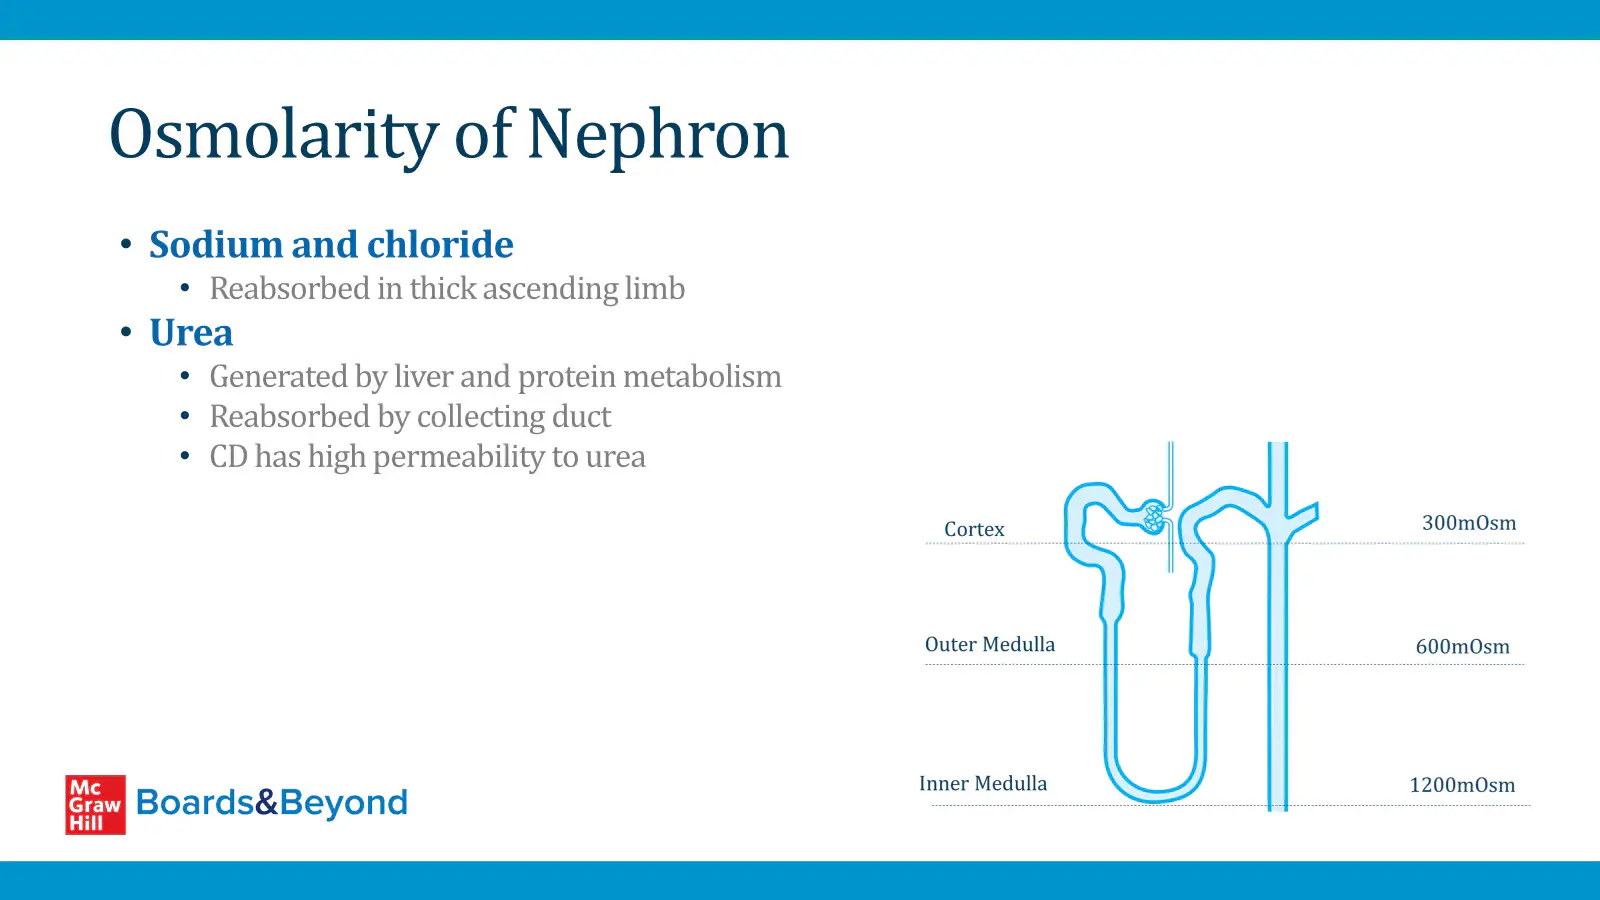 Osmolarity of Nephron
• Sodium and chloride
• Reabsorbed in thick ascending limb
• Urea
• Generated by liver and protein metabolism
• Reabsorbed by collecting duct
• CD has high permeability to urea
Cortex
300mOsm
Outer Medulla
600mOsm
Inner Medulla
1200mOsm
Mc
Graw
Hill
Boards&Beyond